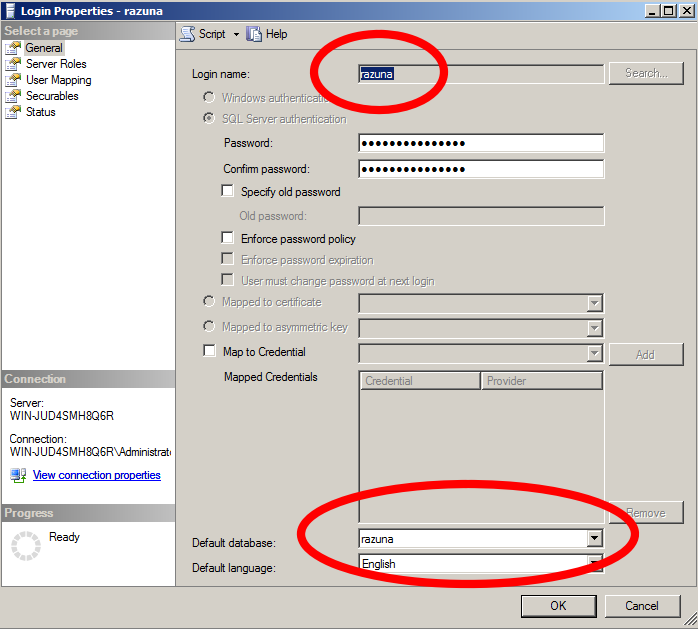 Login Properties - razuna
Select a page
General
Server Roles
User Mapping
Securables
Status
Script
Help
Login name:
razuna
Search...
Windows authentication
SQL Server authentication
Password:
•••••••••••••••
Confirm password:
•••••••••••••••
Specify old password
Old password:
Enforce password policy
Enforce password expiration
User must change password at next login
Mapped to certificate
Mapped to asymmetric key
Map to Credential
Add
Mapped Credentials
Credential Provider
Remove
Default database:
razuna
Default language:
English
Connection
Server:
WIN-JUD4SMH8Q6R
Connection:
WIN-JUD4SMH8Q6R\Administrato
View connection properties
Progress
Ready
OK
Cancel